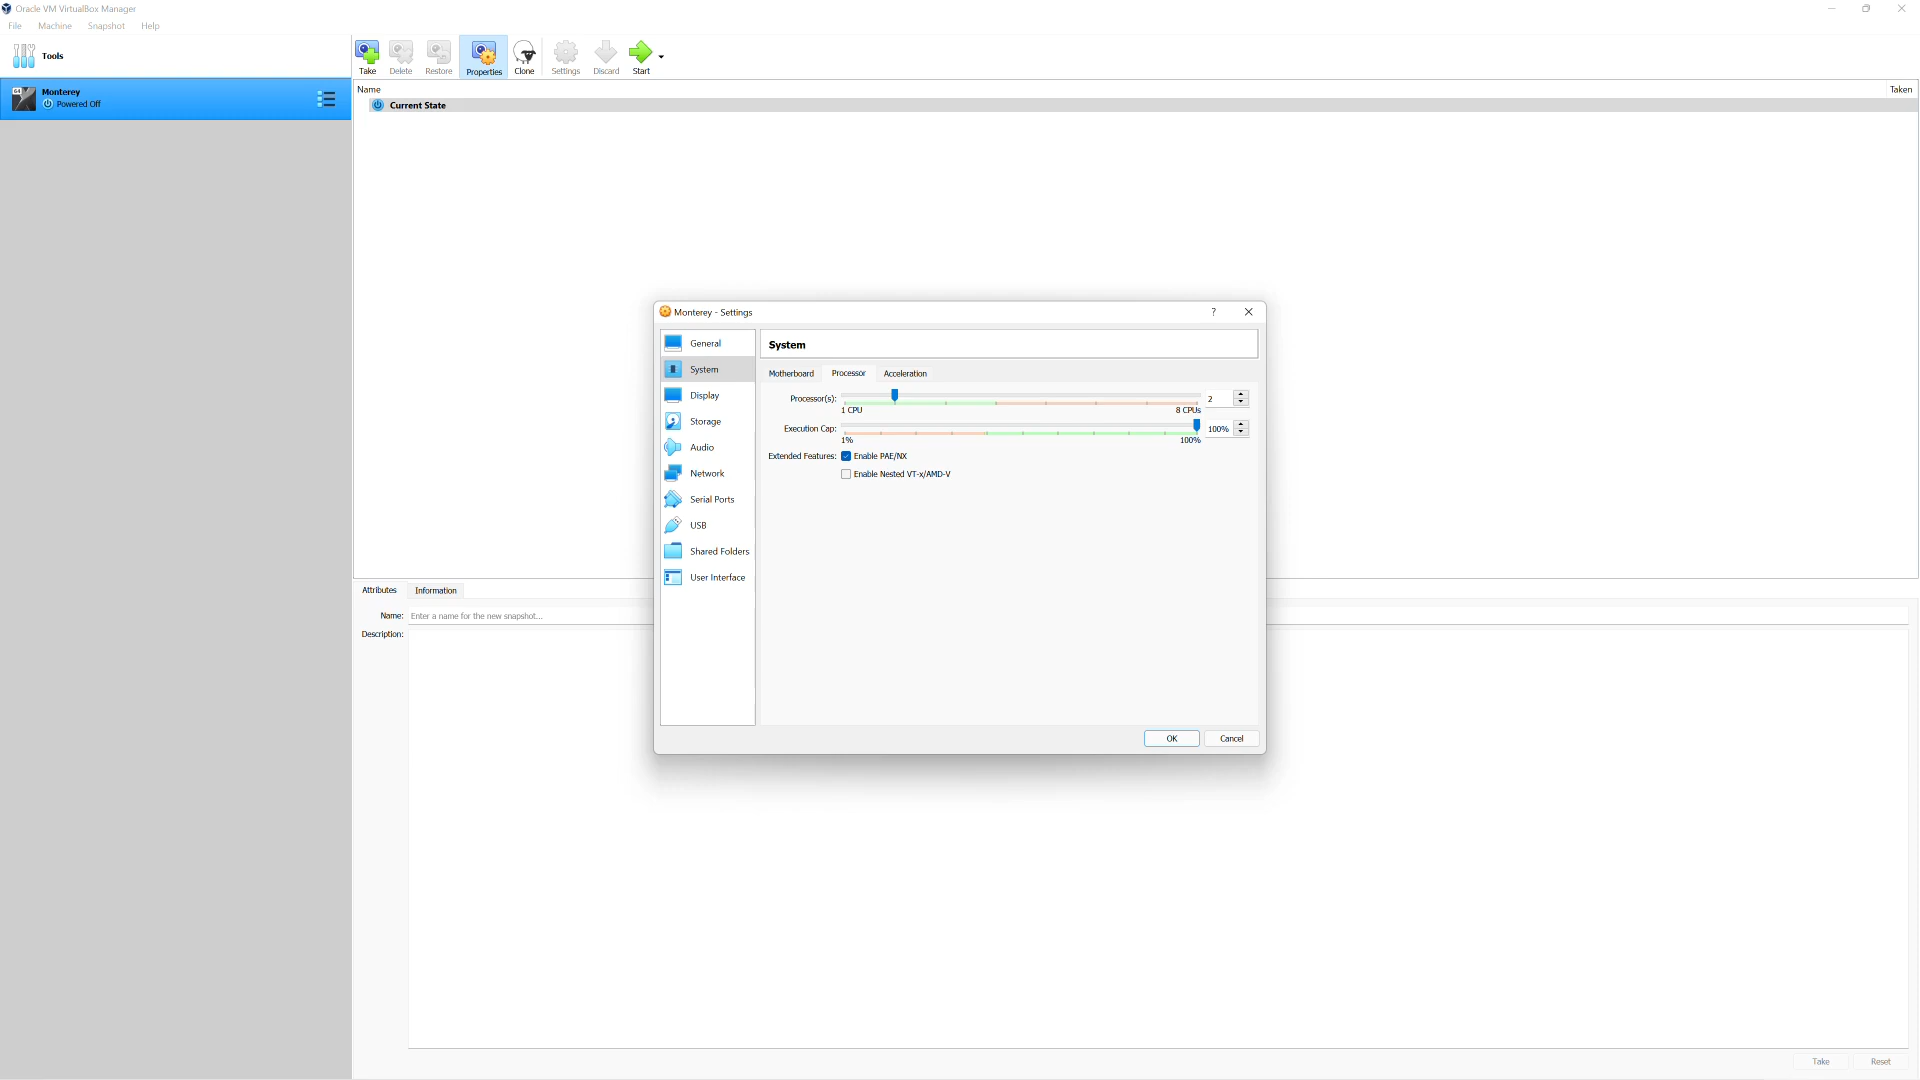 Oracle VM VirtualBox Manager
File Machine Snapshot Help
Tools
Take Delete Restore Properties Clone Settings Discard Start
64
Monterey
Powered Off
Name Taken
Current State
Monterey - Settings ?
General
System
Display
Storage
Audio
Network
Serial Ports
USB
Shared Folders
User Interface
System
Motherboard Processor Acceleration
Processor(s): 2
1 CPU 8 CPUs
Execution Cap: 100%
1% 100%
Extended Features: Enable PAE/NX
Enable Nested VT-x/AMD-V
OK Cancel
Attributes Information
Name: Enter a name for the new snapshot...
Description:
Take Reset